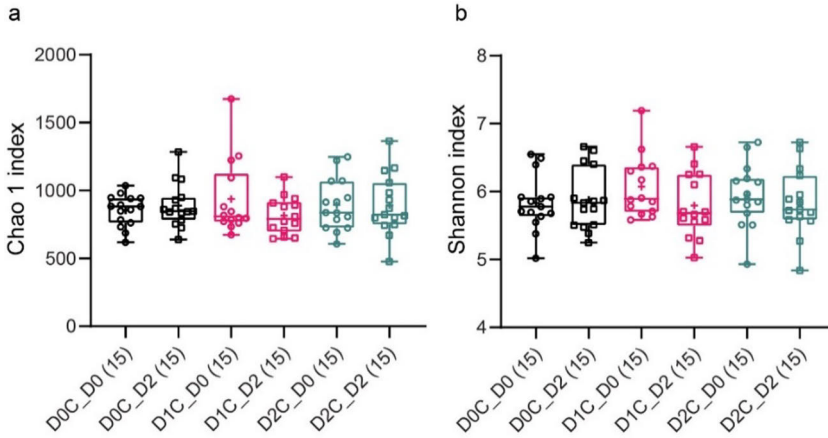 a
b
2000
1500
1000
500
0
Chao 1 index
D0C_D0 (15)
D0C_D2 (15)
D1C_D0 (15)
D1C_D2 (15)
D2C_D0 (15)
D2C_D2 (15)
8
7
6
5
4
Shannon index
D0C_D0 (15)
D0C_D2 (15)
D1C_D0 (15)
D1C_D2 (15)
D2C_D0 (15)
D2C_D2 (15)